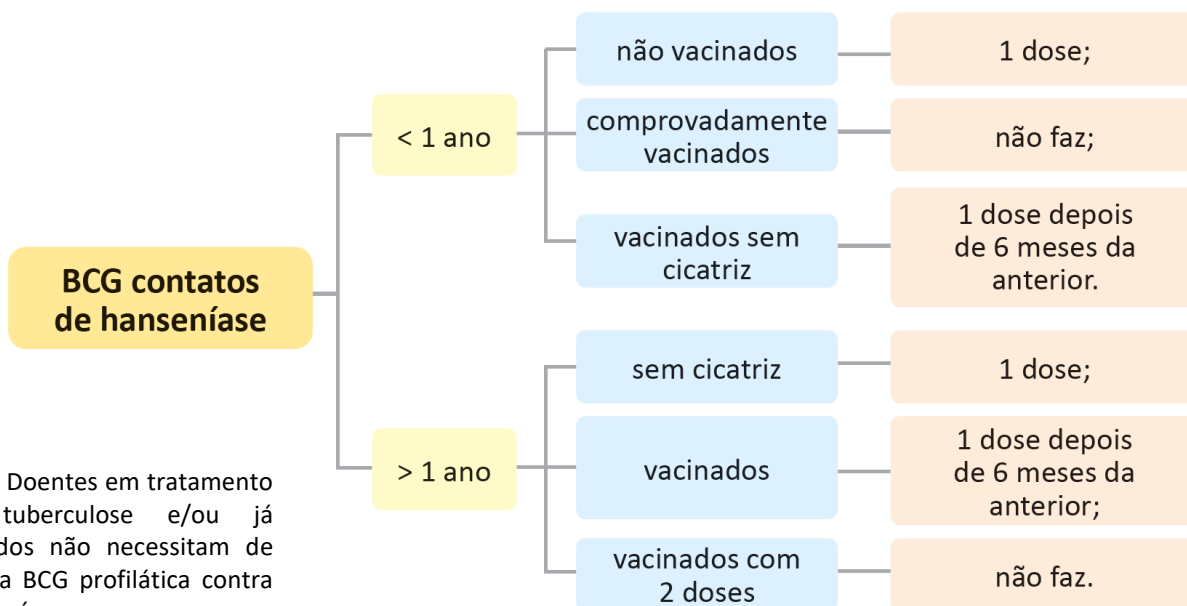 BCG contatos
de hanseníase
< 1 ano
não vacinados
1 dose;
comprovadamente
vacinados
não faz;
vacinados sem
cicatriz
1 dose depois
de 6 meses da
anterior.
> 1 ano
sem cicatriz
1 dose;
vacinados
1 dose depois
de 6 meses da
anterior;
vacinados com
2 doses
não faz.
Doentes em tratamento
tuberculose e/ou já
dos não necessitam de
a BCG profilática contra